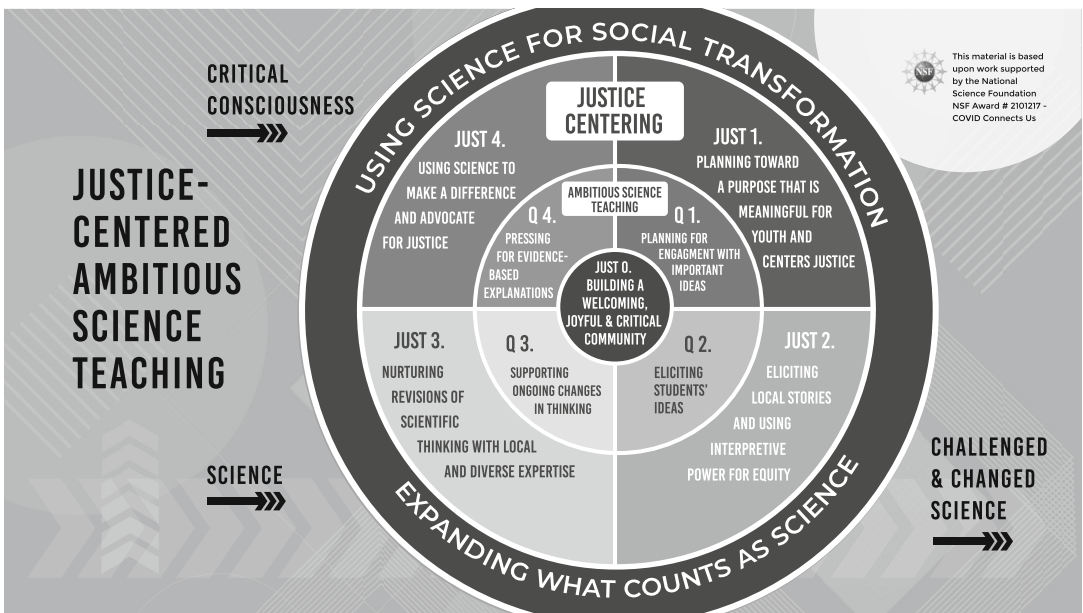 CRITICAL
CONSCIOUSNESS
JUSTICE-
CENTERED
AMBITIOUS
SCIENCE
TEACHING
SCIENCE
USING SCIENCE FOR SOCIAL TRANSFORMATION
JUSTICE
CENTERING
JUST 4.
USING SCIENCE TO
MAKE A DIFFERENCE
AND ADVOCATE
FOR JUSTICE
JUST 1.
PLANNING TOWARD
A PURPOSE THAT IS
MEANINGFUL FOR
YOUTH AND
CENTERS JUSTICE
AMBITIOUS SCIENCE
TEACHING
Q 4.
PRESSING
FOR EVIDENCE-
BASED
EXPLANATIONS
Q 1.
PLANNING FOR
ENGAGMENT WITH
IMPORTANT
IDEAS
JUST 0.
BUILDING A
WELCOMING,
JOYFUL & CRITICAL
COMMUNITY
JUST 3.
NURTURING
REVISIONS OF
SCIENTIFIC
THINKING WITH LOCAL
AND DIVERSE EXPERTISE
Q 3.
SUPPORTING
ONGOING CHANGES
IN THINKING
Q 2.
ELICITING
STUDENTS'
IDEAS
JUST 2.
ELICITING
LOCAL STORIES
AND USING
INTERPRETIVE
POWER FOR EQUITY
EXPANDING WHAT COUNTS AS SCIENCE
NSF
This material is based
upon work supported
by the National
Science Foundation
NSF Award # 2101217 -
COVID Connects Us
CHALLENGED
& CHANGED
SCIENCE